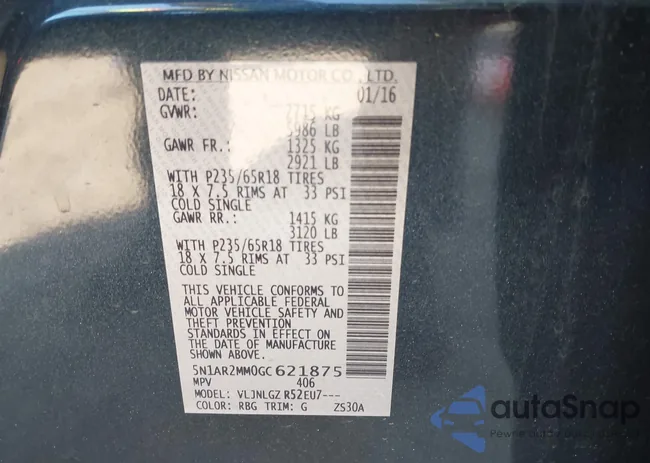 MFD BY NISSAN MOTOR CO., LTD.
DATE: 01/16
GVWR: 2715 KG
5986 LB
GAWR FR.: 1325 KG
2921 LB
WITH P235/65R18 TIRES
18 X 7.5 RIMS AT 33 PSI
COLD SINGLE
GAWR RR.: 1415 KG
3120 LB
WITH P235/65R18 TIRES
18 X 7.5 RIMS AT 33 PSI
COLD SINGLE
THIS VEHICLE CONFORMS TO
ALL APPLICABLE FEDERAL
MOTOR VEHICLE SAFETY AND
THEFT PREVENTION
STANDARDS IN EFFECT ON
THE DATE OF MANUFACTURE
SHOWN ABOVE.
5N1AR2MM0GC621875
MPV 406
MODEL: VLJNLGZ R52EU7---
COLOR: RBG TRIM: G ZS30A
autoSnap